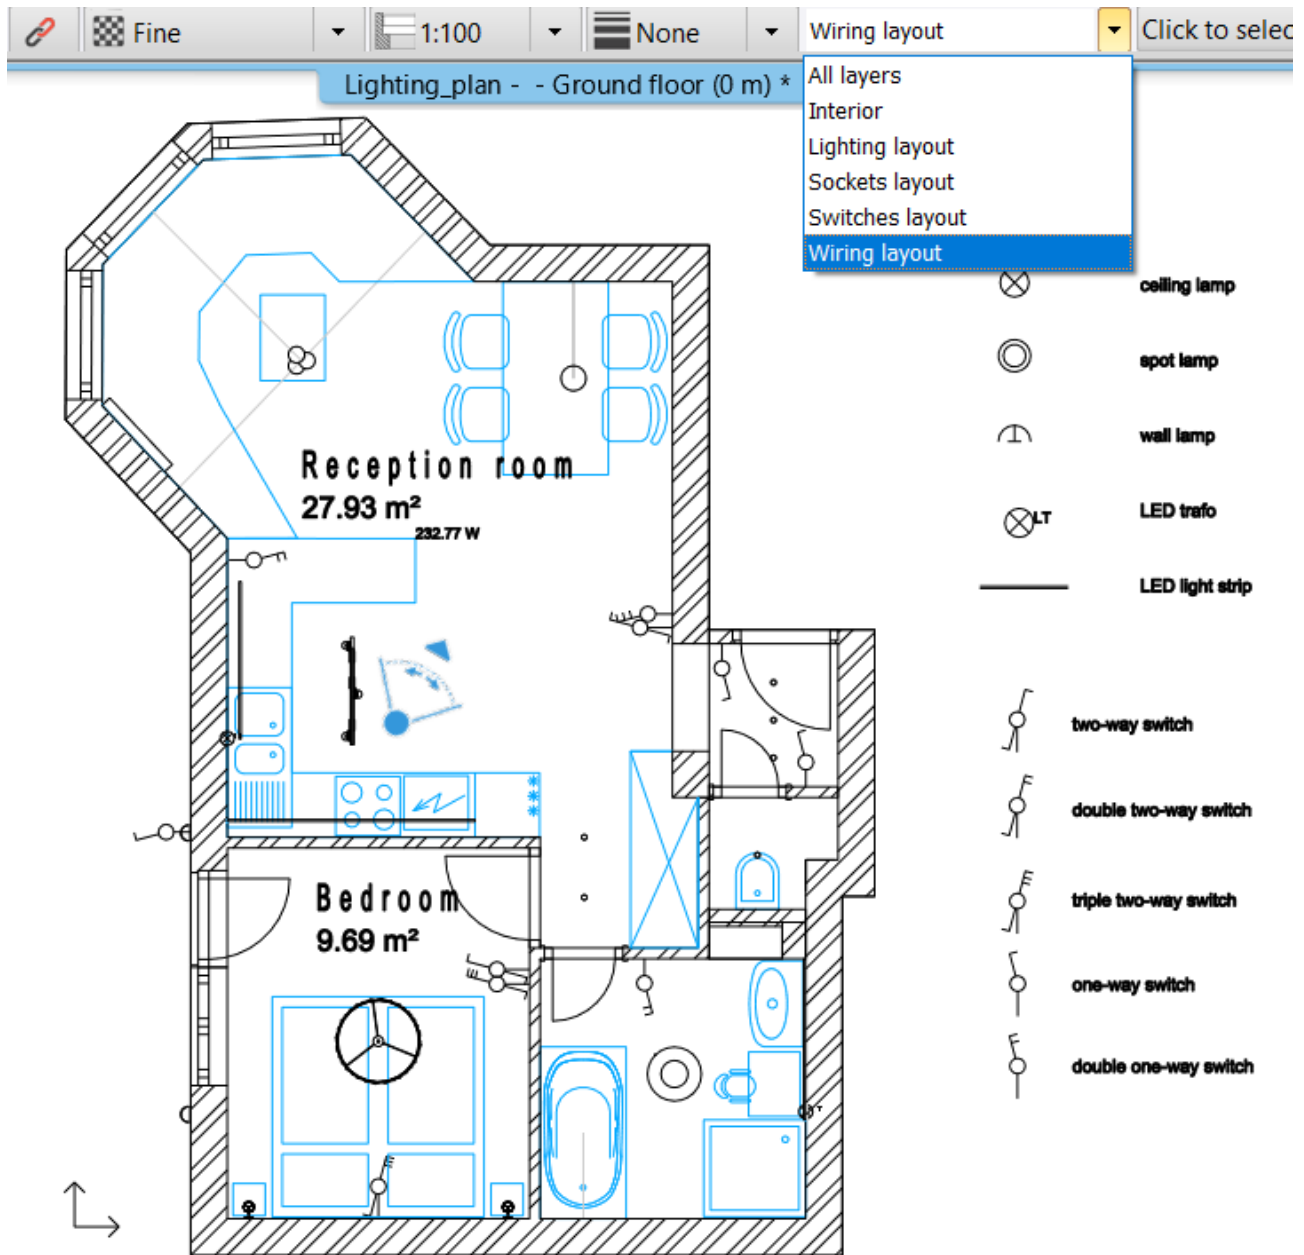 Fine
1:100
None
Wiring layout
Click to selec
Lighting_plan - - Ground floor (0 m) *
All layers
Interior
Lighting layout
Sockets layout
Switches layout
Wiring layout
ceiling lamp
spot lamp
wall lamp
LT
LED trafo
LED light strip
Reception room
27.93 m²
232.77 W
two-way switch
double two-way switch
triple two-way switch
one-way switch
double one-way switch
Bedroom
9.69 m²